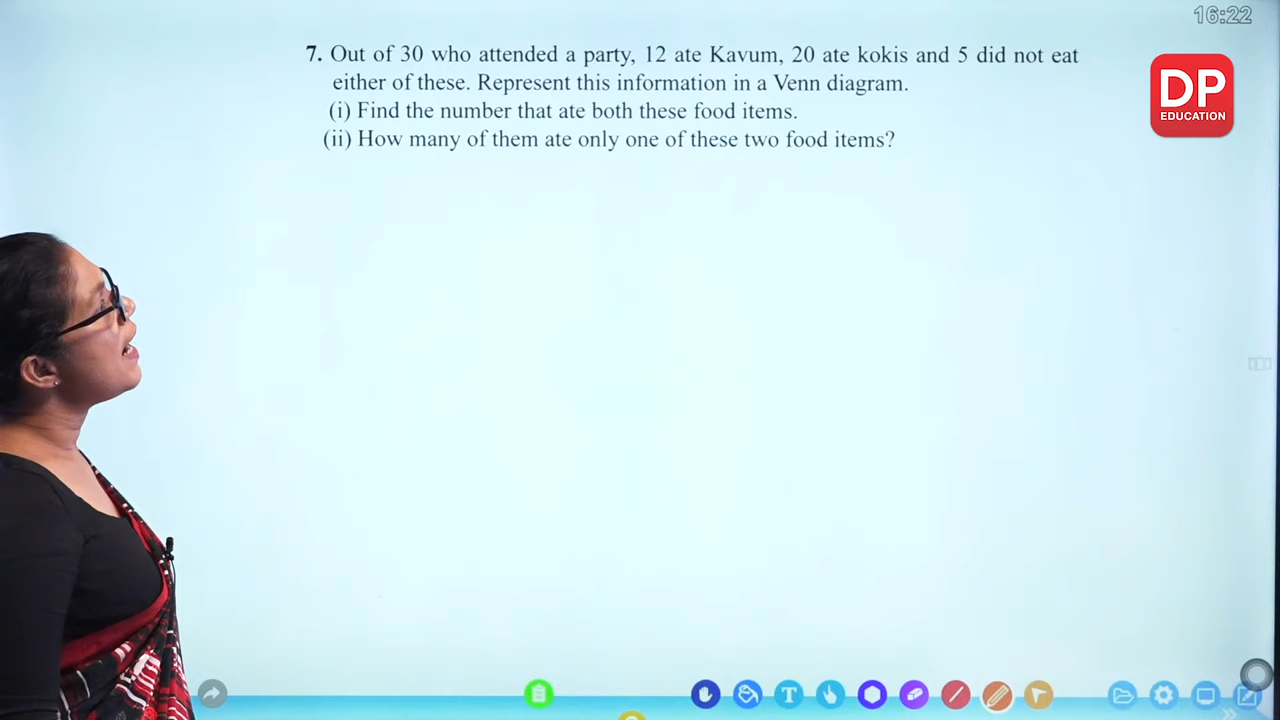 16:22
7. Out of 30 who attended a party, 12 ate Kavum, 20 ate kokis and 5 did not eat
either of these. Represent this information in a Venn diagram.
(i) Find the number that ate both these food items.
(ii) How many of them ate only one of these two food items?
DP
EDUCATION
T